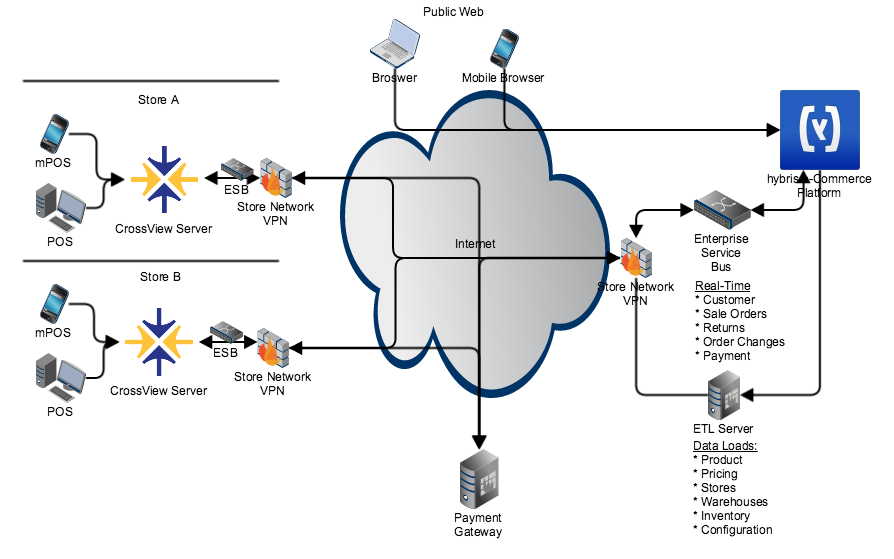 Public Web
Broswer
Mobile Browser
Store A
mPOS
POS
CrossView Server
ESB
Store Network
VPN
Store B
mPOS
POS
CrossView Server
ESB
Store Network
VPN
Internet
Payment
Gateway
Store Network
VPN
hybris e-Commerce
Platform
Enterprise
Service
Bus
Real-Time
* Customer
* Sale Orders
* Returns
* Order Changes
* Payment
ETL Server
Data Loads:
* Product
* Pricing
* Stores
* Warehouses
* Inventory
* Configuration